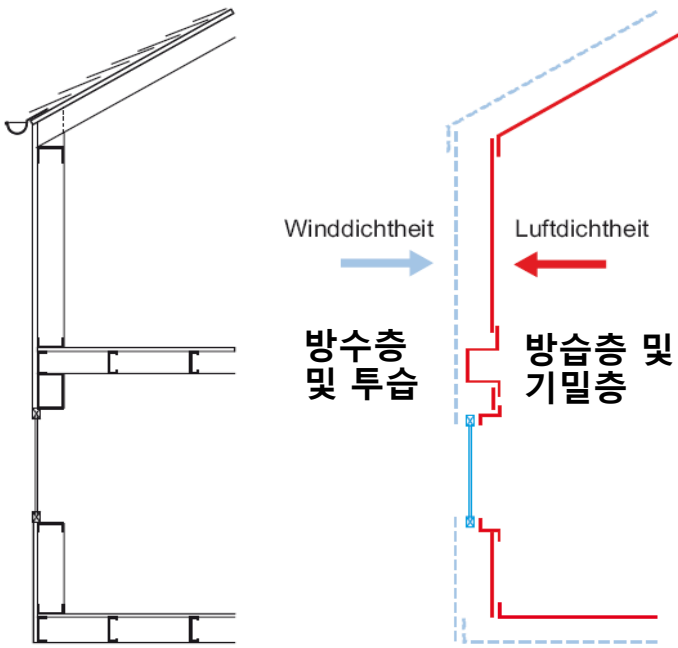 Winddichtheit
Luftdichtheit
방수층
및 투습
방습층 및
기밀층